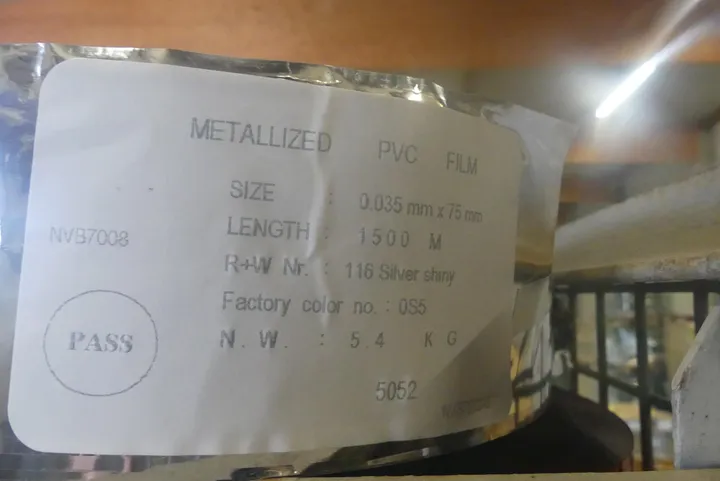 METALLIZED PVC FILM
SIZE : 0.035 mm x 75 mm
LENGTH : 1500 M
NVB7008
R+W Nr. : 116 Silver shiny
Factory color no. : 0S5
PASS
N. W. : 5.4 KG
5052